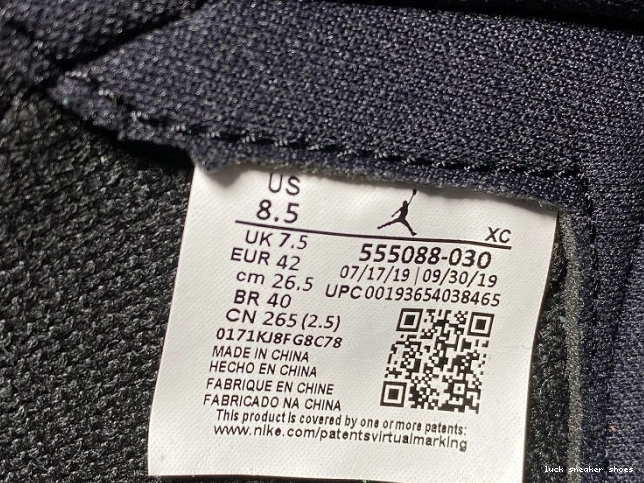 US
8.5
XC
UK 7.5
EUR 42
cm 26.5
BR 40
CN 265 (2.5)
0171KJ8FG8C78
555088-030
07/17/19 | 09/30/19
UPC 00193654038465
MADE IN CHINA
HECHO EN CHINA
FABRIQUE EN CHINE
FABRICADO NA CHINA
This product is covered by one or more patents:
www.nike.com/patentsvirtualmarking
luck sneaker shoes